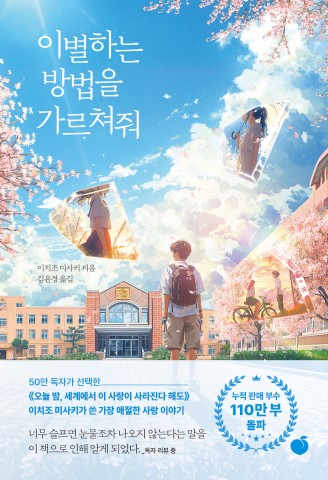 이별하는
방법을
가르쳐줘
이치조 미사키 지음
김윤경 옮김
50만 독자가 선택한
《오늘 밤, 세계에서 이 사랑이 사라진다 해도》
이치조 미사키가 쓴 가장 애절한 사랑 이야기
너무 슬프면 눈물조차 나오지 않는다는 말을
이 책으로 인해 알게 되었다. _독자 리뷰 중
누적 판매 부수
110만 부
돌파